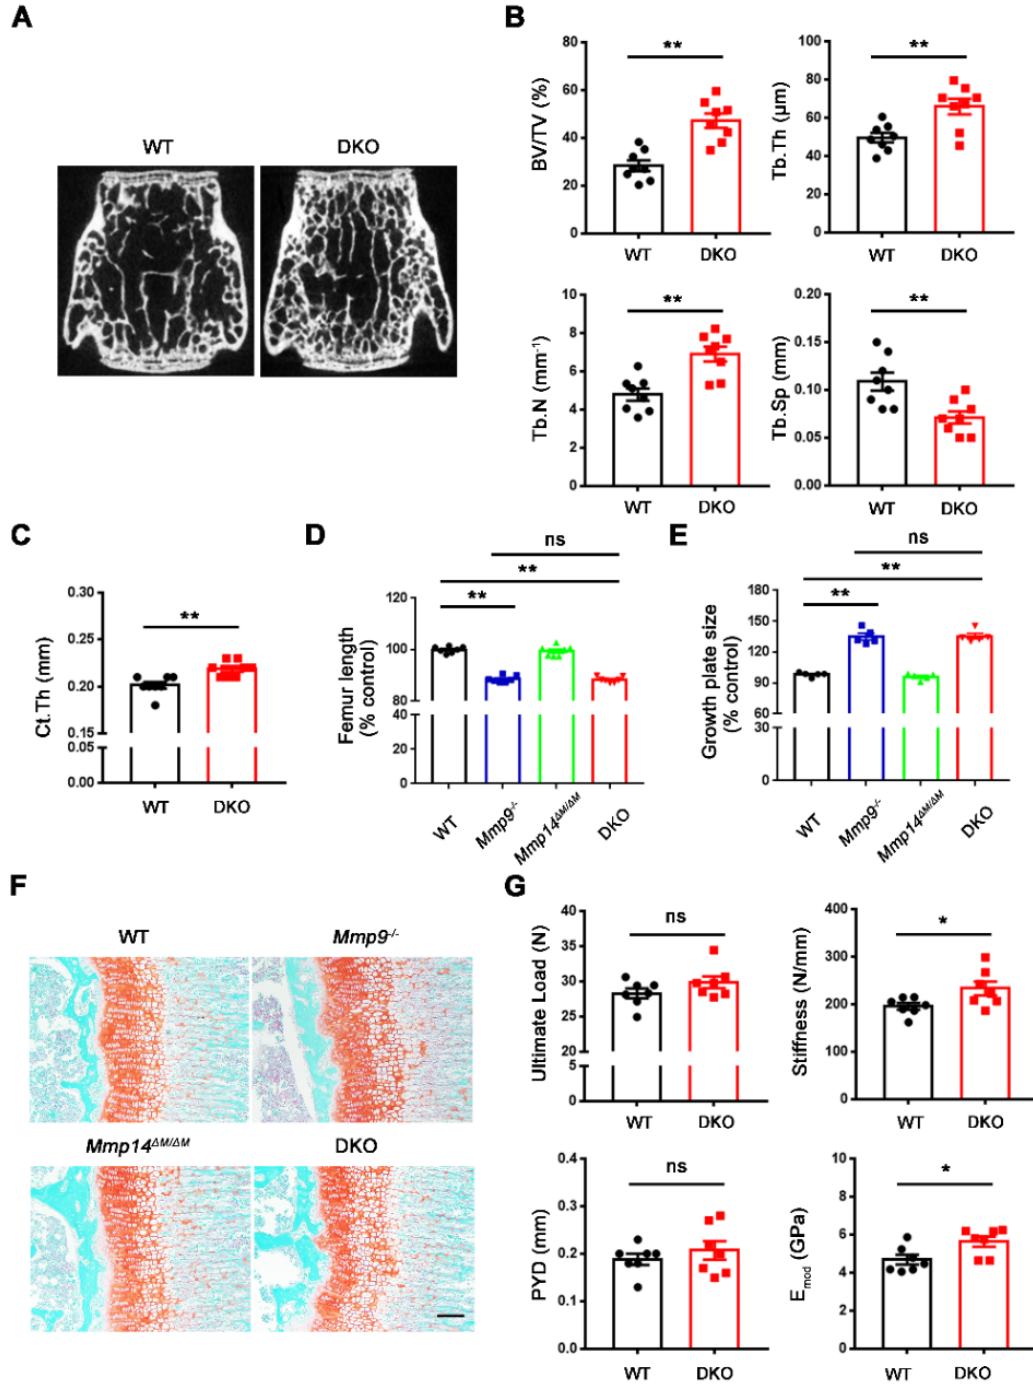 A
WT
DKO
B
**
80
60
40
20
0
BV/TV (%)
WT
DKO
**
100
80
60
40
20
0
Tb.Th (µm)
WT
DKO
**
10
8
6
4
2
0
Tb.N (mm⁻¹)
WT
DKO
**
0.20
0.15
0.10
0.05
0.00
Tb.Sp (mm)
WT
DKO
C
**
0.30
0.25
0.20
0.15
0.05
0.00
Ct.Th (mm)
WT
DKO
D
ns
**
**
120
100
80
40
20
0
Femur length
(% control)
WT
Mmp9-/-
Mmp14ΔM/ΔM
DKO
E
ns
**
**
180
150
120
90
60
30
0
Growth plate size
(% control)
WT
Mmp9-/-
Mmp14ΔM/ΔM
DKO
F
WT
Mmp9-/-
Mmp14ΔM/ΔM
DKO
G
ns
40
35
30
25
20
5
0
Ultimate Load (N)
WT
DKO
*
400
300
200
100
0
Stiffness (N/mm)
WT
DKO
ns
0.4
0.3
0.2
0.1
0.0
PYD (mm)
WT
DKO
*
10
8
6
4
2
0
Emod (GPa)
WT
DKO